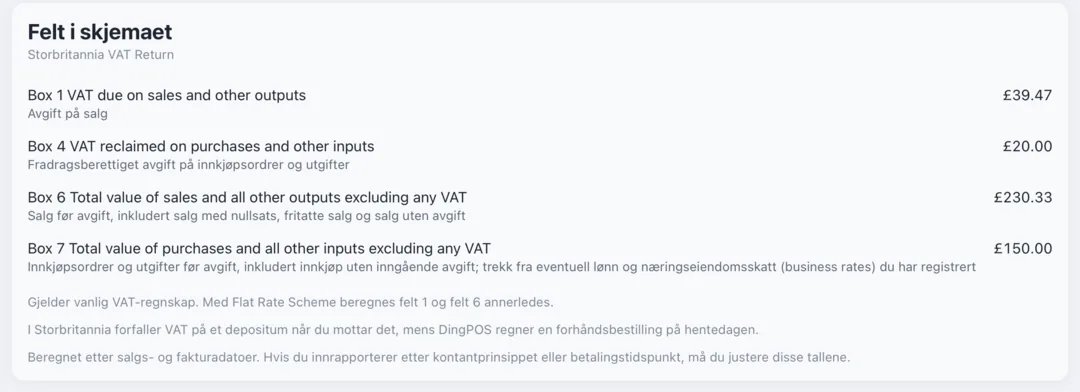 Felt i skjemaet
Storbritannia VAT Return
Box 1 VAT due on sales and other outputs £39.47
Avgift på salg
Box 4 VAT reclaimed on purchases and other inputs £20.00
Fradragsberettiget avgift på innkjøpsordrer og utgifter
Box 6 Total value of sales and all other outputs excluding any VAT £230.33
Salg før avgift, inkludert salg med nullsats, fritatte salg og salg uten avgift
Box 7 Total value of purchases and all other inputs excluding any VAT £150.00
Innkjøpsordrer og utgifter før avgift, inkludert innkjøp uten inngående avgift; trekk fra eventuell lønn og næringseiendomsskatt (business rates) du har registrert
Gjelder vanlig VAT-regnskap. Med Flat Rate Scheme beregnes felt 1 og felt 6 annerledes.
I Storbritannia forfaller VAT på et depositum når du mottar det, mens DingPOS regner en forhåndsbestilling på hentedagen.
Beregnet etter salgs- og fakturadatoer. Hvis du innrapporterer etter kontantprinsippet eller betalingstidspunkt, må du justere disse tallene.